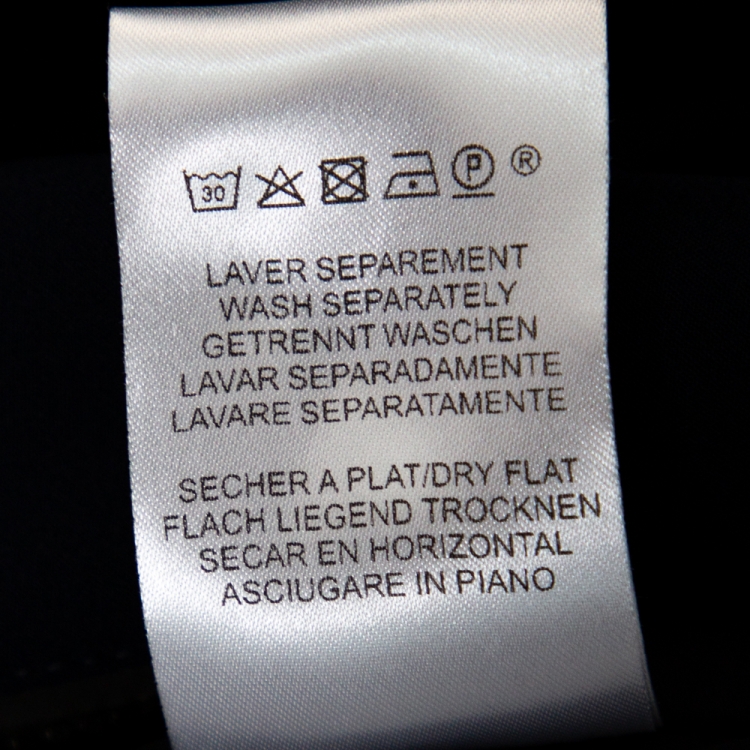 30 P ®
LAVER SEPAREMENT
WASH SEPARATELY
GETRENNT WASCHEN
LAVAR SEPARADAMENTE
LAVARE SEPARATAMENTE
SECHER A PLAT/DRY FLAT
FLACH LIEGEND TROCKNEN
SECAR EN HORIZONTAL
ASCIUGARE IN PIANO